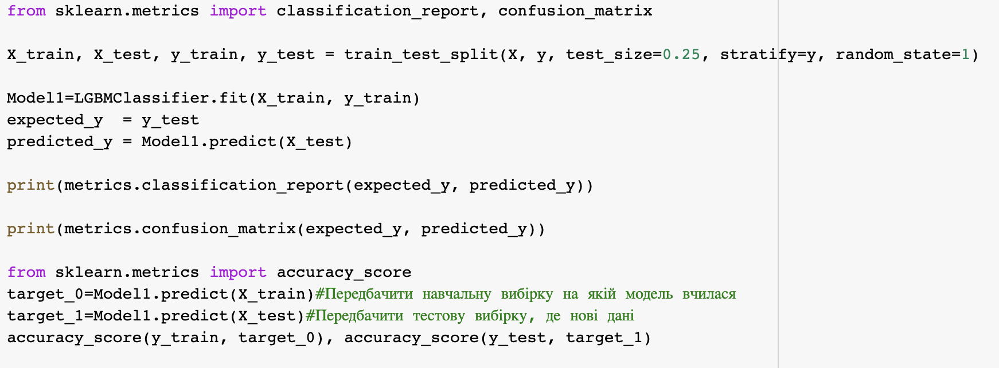 from sklearn.metrics import classification_report, confusion_matrix
X_train, X_test, y_train, y_test = train_test_split(X, y, test_size=0.25, stratify=y, random_state=1)
Model1=LGBMClassifier.fit(X_train, y_train)
expected_y  = y_test
predicted_y = Model1.predict(X_test)
print(metrics.classification_report(expected_y, predicted_y))
print(metrics.confusion_matrix(expected_y, predicted_y))
from sklearn.metrics import accuracy_score
target_0=Model1.predict(X_train)#Передбачити навчальну вибірку на якій модель вчилася
target_1=Model1.predict(X_test)#Передбачити тестову вибірку, де нові дані
accuracy_score(y_train, target_0), accuracy_score(y_test, target_1)